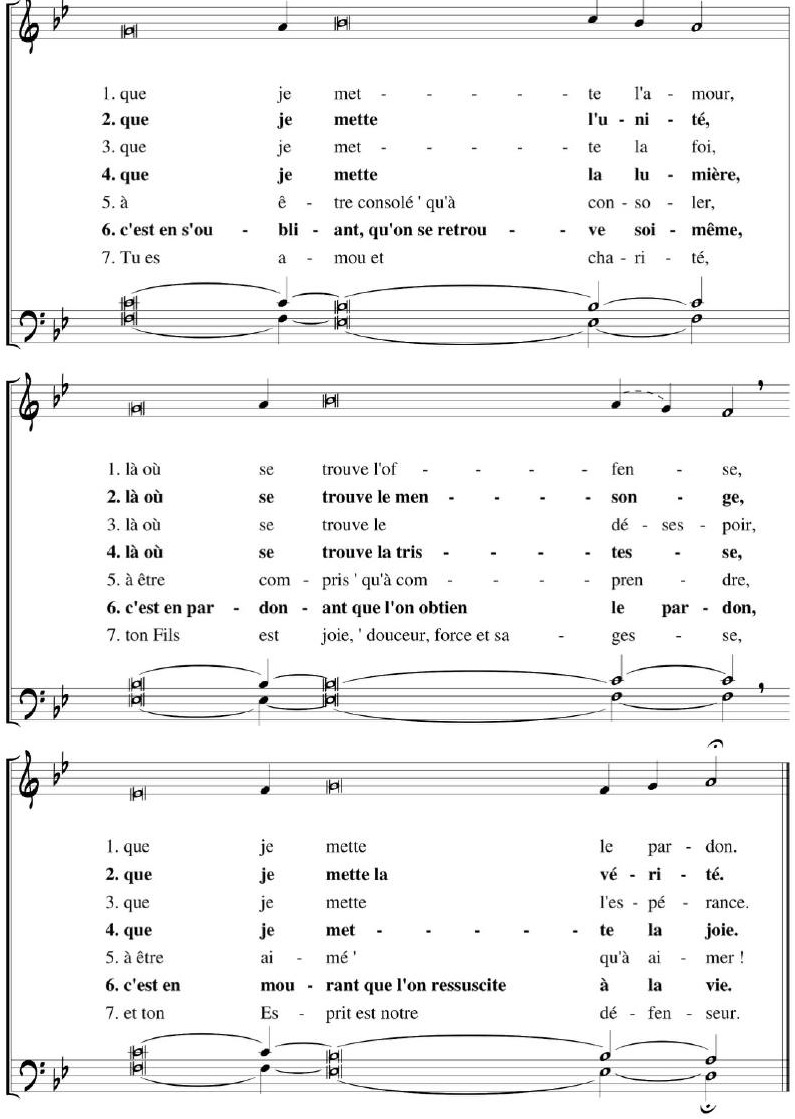 1. que je met - - - - - te l'a - mour,
2. que je mette l'u - ni - té,
3. que je met - - - - - te la foi,
4. que je mette la lu - mière,
5. à ê - tre consolé ' qu'à con - so - ler,
6. c'est en s'ou - bli - ant, qu'on se retrou - - ve soi - même,
7. Tu es a - mou et cha - ri - té,
1. là où se trouve l'of - - - - fen - se,
2. là où se trouve le men - - - - son - ge,
3. là où se trouve le dé - ses - poir,
4. là où se trouve la tris - - - - tes - se,
5. à être com - pris ' qu'à com - - - - pren - dre,
6. c'est en par - don - ant que l'on obtien le par - don,
7. ton Fils est joie, ' douceur, force et sa - ges - se,
1. que je mette le par - don.
2. que je mette la vé - ri - té.
3. que je mette l'es - pé - rance.
4. que je met - - - - - te la joie.
5. à être ai - mé ' qu'à ai - mer !
6. c'est en mou - rant que l'on ressuscite à la vie.
7. et ton Es - prit est notre dé - fen - seur.